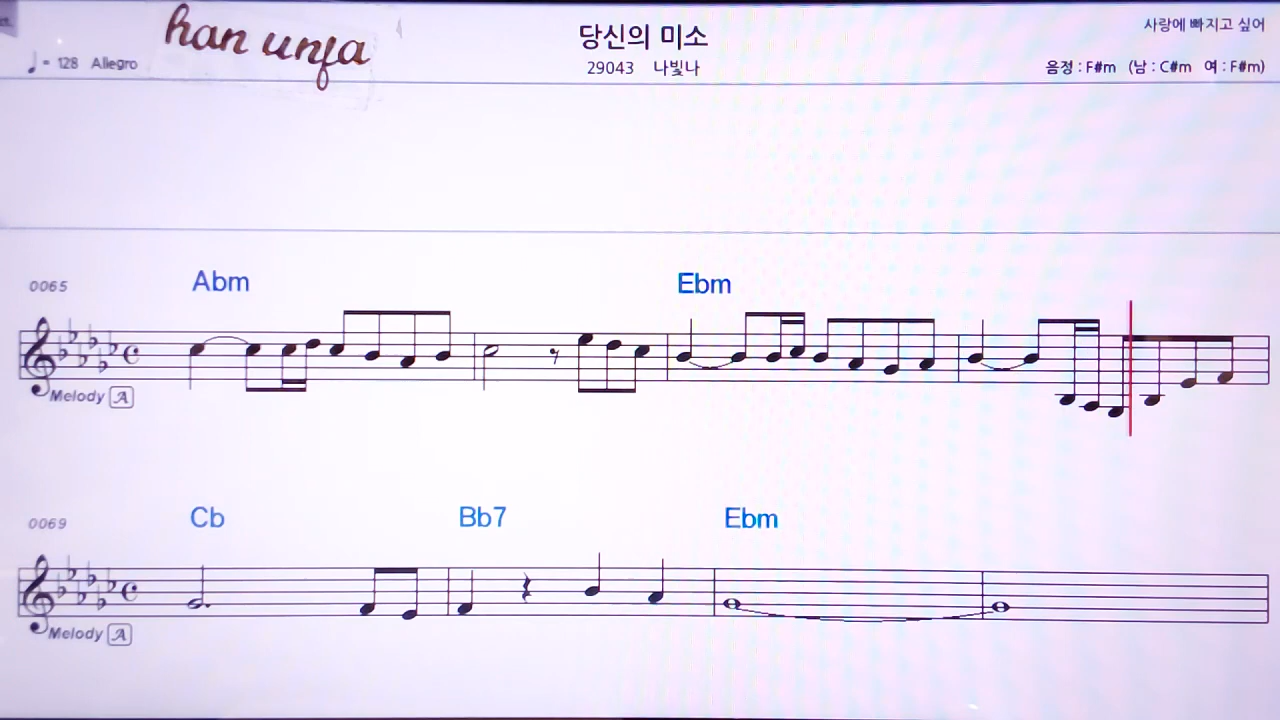 han unfa
♩= 128 Allegro
당신의 미소
29043 나빛나
사랑에 빠지고 싶어
음정 : F#m (남 : C#m 여 : F#m)
0065
Abm Ebm
Melody A
0069
Cb Bb7 Ebm
Melody A